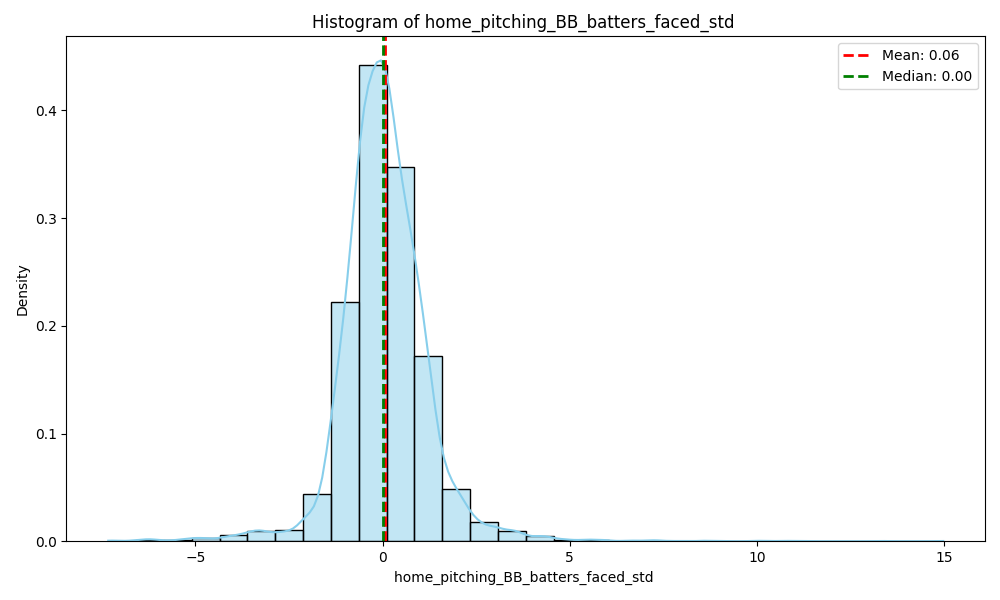 Histogram of home_pitching_BB_batters_faced_std
Mean: 0.06
Median: 0.00
0.4
0.3
0.2
0.1
0.0
Density
−5
0
5
10
15
home_pitching_BB_batters_faced_std